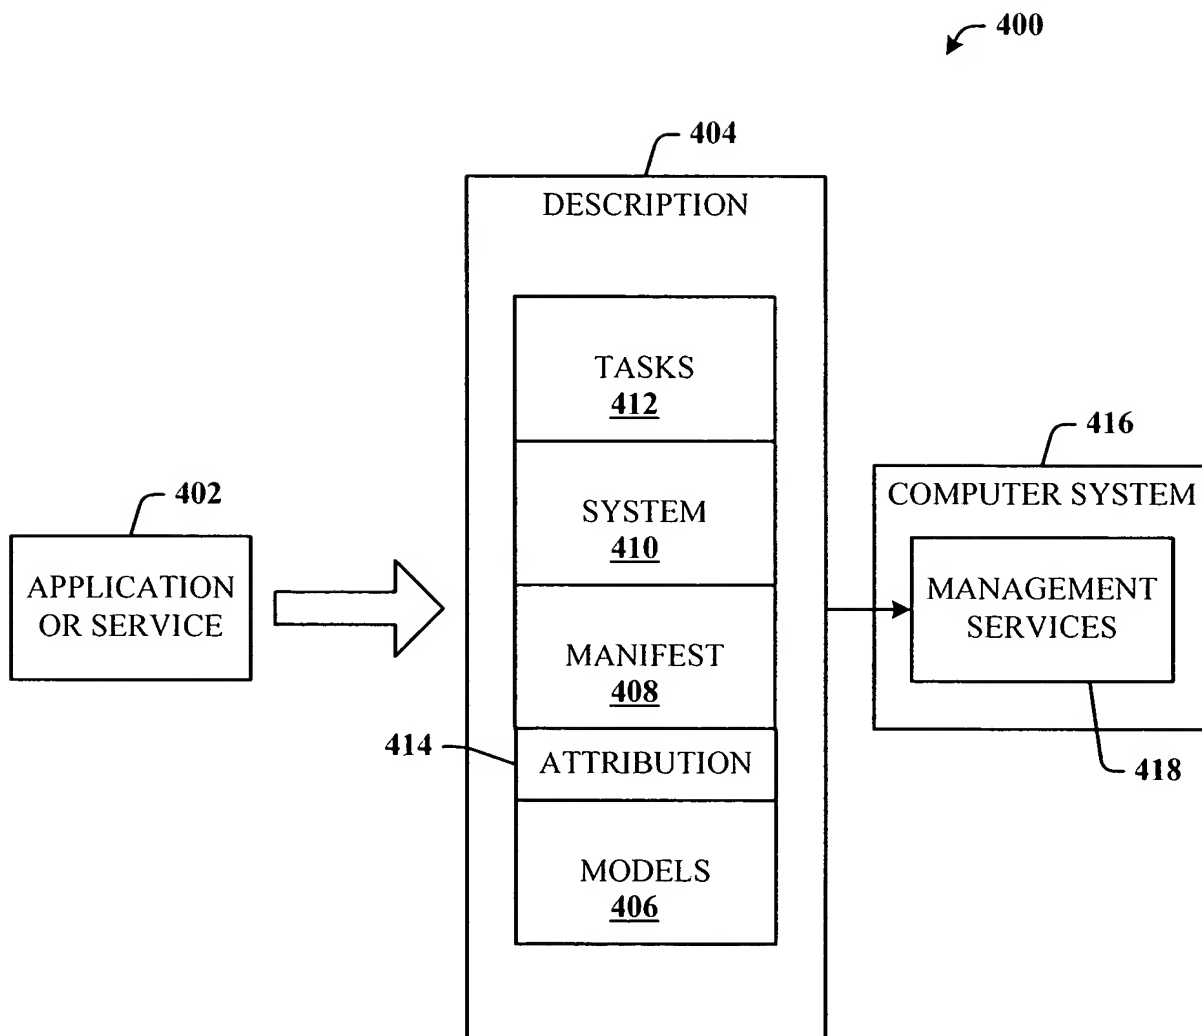 400
404
DESCRIPTION
TASKS
412
416
402
SYSTEM
410
COMPUTER SYSTEM
APPLICATION
OR SERVICE
MANAGEMENT
SERVICES
MANIFEST
408
414
ATTRIBUTION
418
MODELS
406